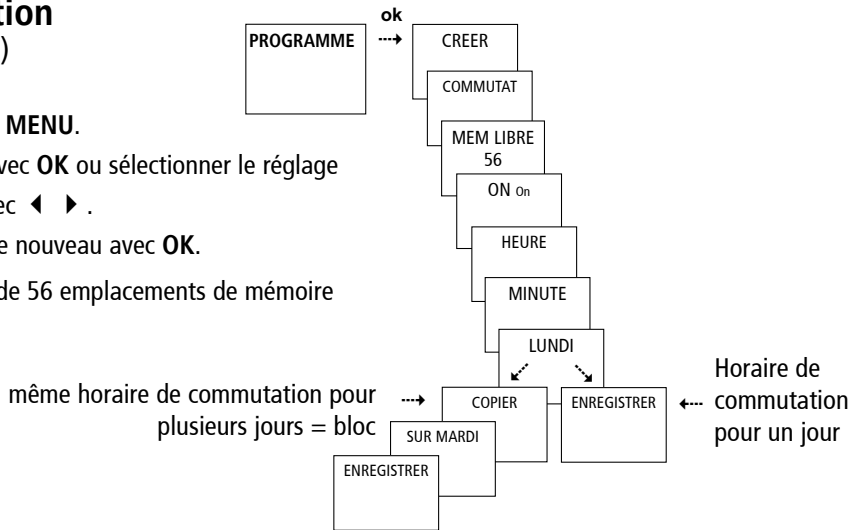 tion
)
MENU.
vec OK ou sélectionner le réglage
ec ◂ ▸ .
e nouveau avec OK.
de 56 emplacements de mémoire
ok
PROGRAMME
CREER
COMMUTAT
MEM LIBRE
56
ON On
HEURE
MINUTE
LUNDI
même horaire de commutation pour
plusieurs jours = bloc
COPIER
SUR MARDI
ENREGISTRER
ENREGISTRER
Horaire de
commutation
pour un jour